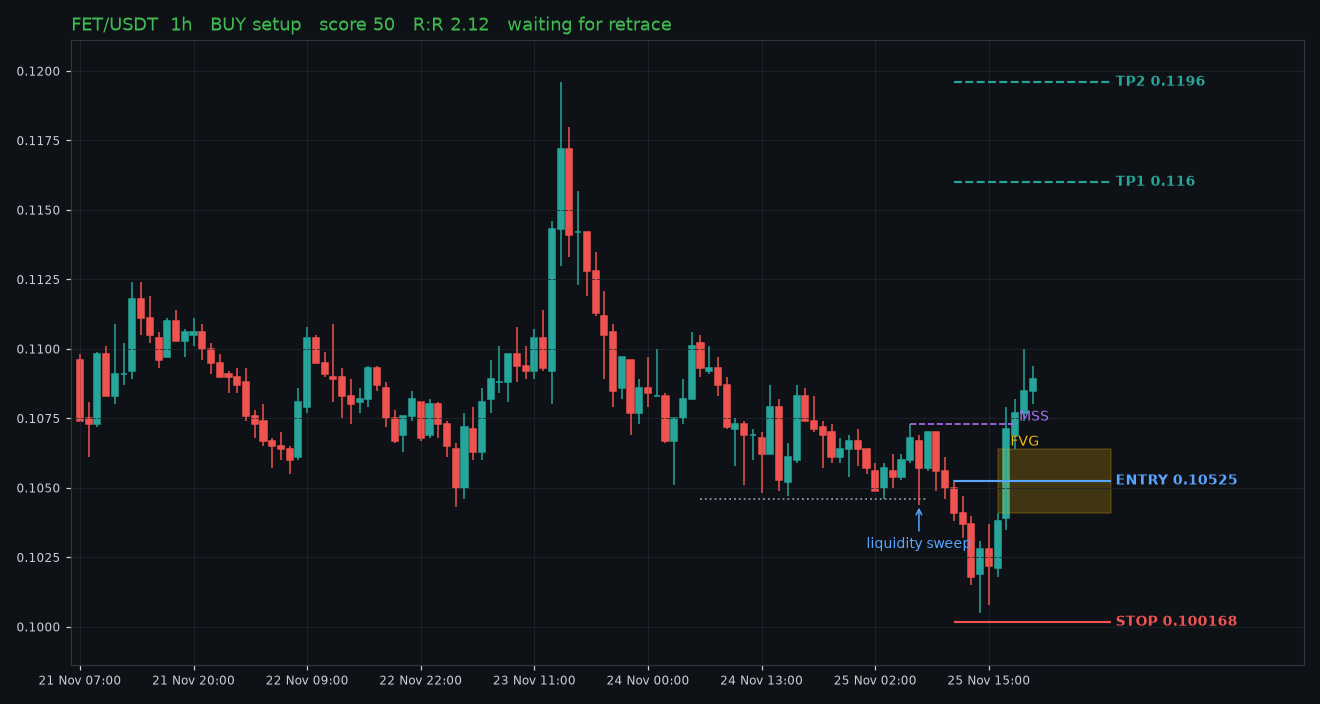 FET/USDT 1h BUY setup score 50 R:R 2.12 waiting for retrace
0.1200
0.1175
0.1150
0.1125
0.1100
0.1075
0.1050
0.1025
0.1000
TP2 0.1196
TP1 0.116
MSS
FVG
ENTRY 0.10525
liquidity sweep
STOP 0.100168
21 Nov 07:00
21 Nov 20:00
22 Nov 09:00
22 Nov 22:00
23 Nov 11:00
24 Nov 00:00
24 Nov 13:00
25 Nov 02:00
25 Nov 15:00